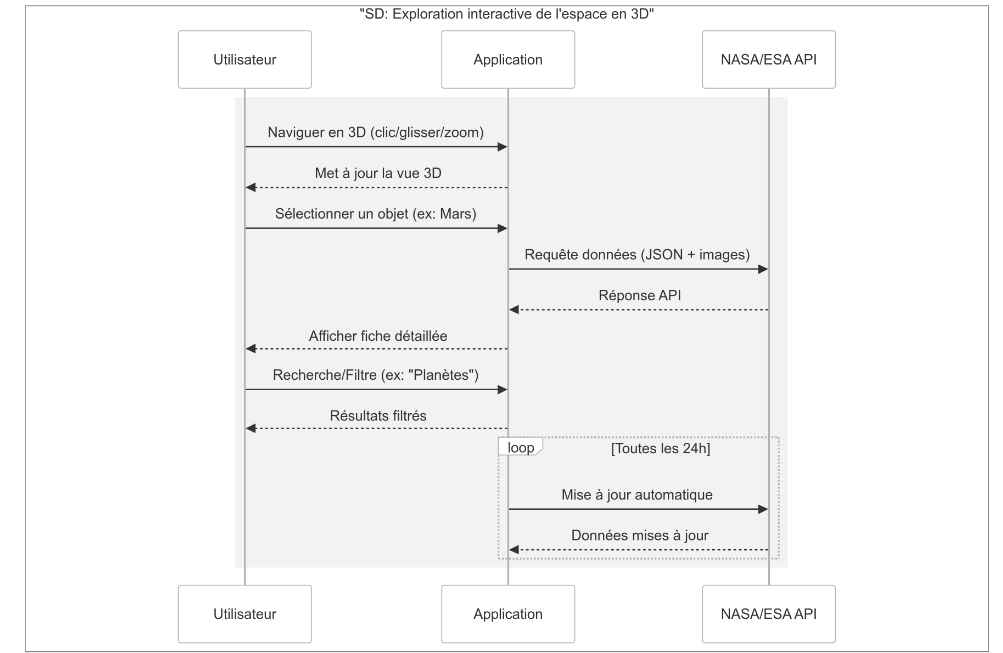 "SD: Exploration interactive de l'espace en 3D"
Utilisateur
Application
NASA/ESA API
Naviguer en 3D (clic/glisser/zoom)
Met à jour la vue 3D
Sélectionner un objet (ex: Mars)
Requête données (JSON + images)
Réponse API
Afficher fiche détaillée
Recherche/Filtre (ex: "Planètes")
Résultats filtrés
loop
[Toutes les 24h]
Mise à jour automatique
Données mises à jour
Utilisateur
Application
NASA/ESA API